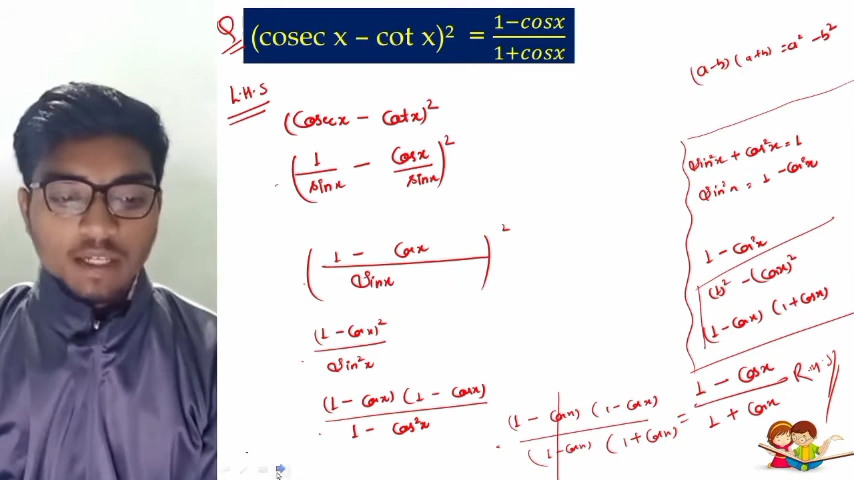 Q (cosec x – cot x)² = 1−cosx / 1+cosx
L.H.S
(Cosecx − Cotx)²
(1/sinx − Cosx/sinx)²
(1 − Cosx / Sinx)²
(1 − Cosx)² / Sin²x
(1 − Cosx) (1 − Cosx) / 1 − Cos²x
(1 − Cosx) (1 − Cosx) / (1 − Cosx) (1 + Cosx) = 1 − Cosx / 1 + Cosx R.H.S
(a−b) (a+b) = a² − b²
Sin²x + Cos²x = 1
Sin²x = 1 − Cos²x
1 − Cos²x
(1)² − (Cosx)²
(1 − Cosx) (1 + Cosx)